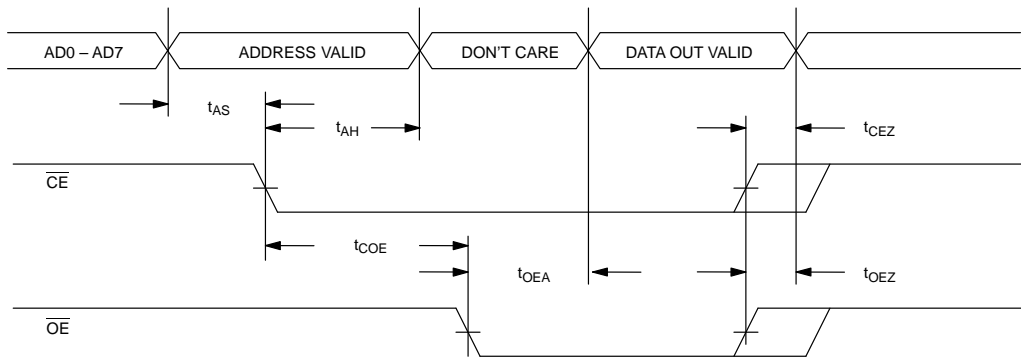 AD0 – AD7 ADDRESS VALID DON'T CARE DATA OUT VALID
tAS
tAH tCEZ
CE
tCOE
tOEA tOEZ
OE